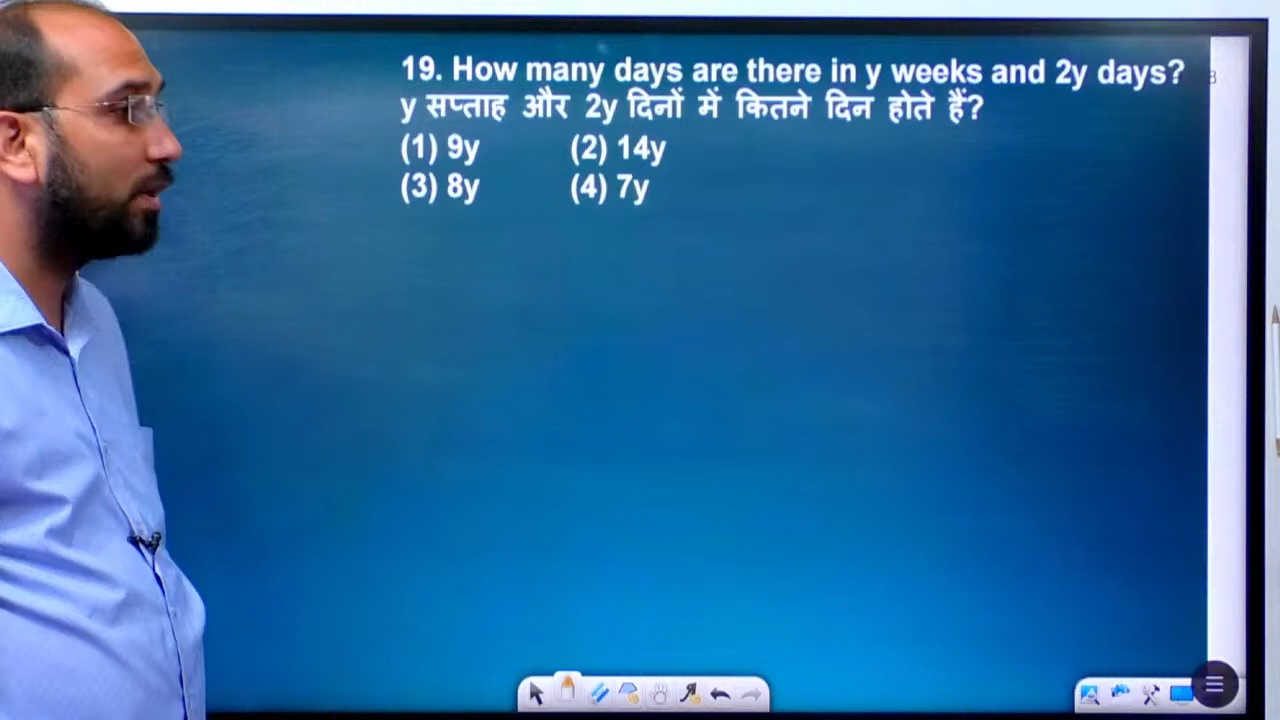 19. How many days are there in y weeks and 2y days?
y सप्ताह और 2y दिनों में कितने दिन होते हैं?
(1) 9y (2) 14y
(3) 8y (4) 7y